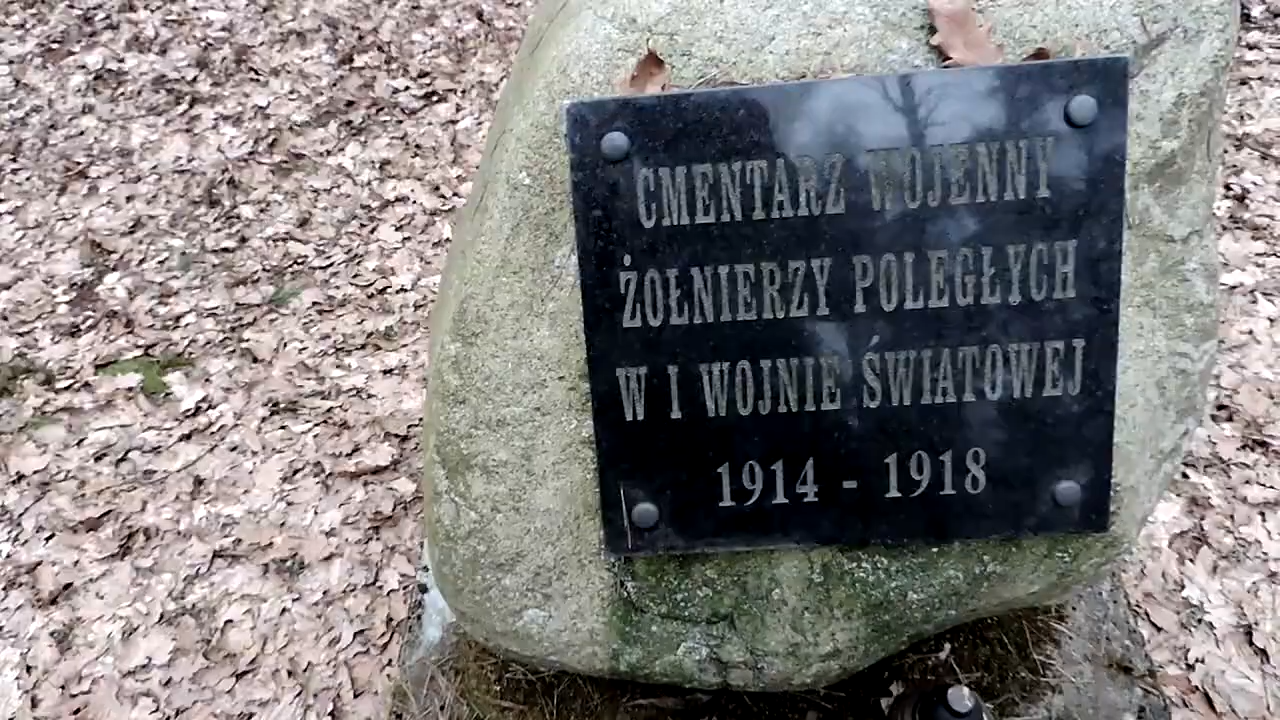 CMENTARZ WOJENNY
ŻOŁNIERZY POLEGŁYCH
W I WOJNIE ŚWIATOWEJ
1914 - 1918